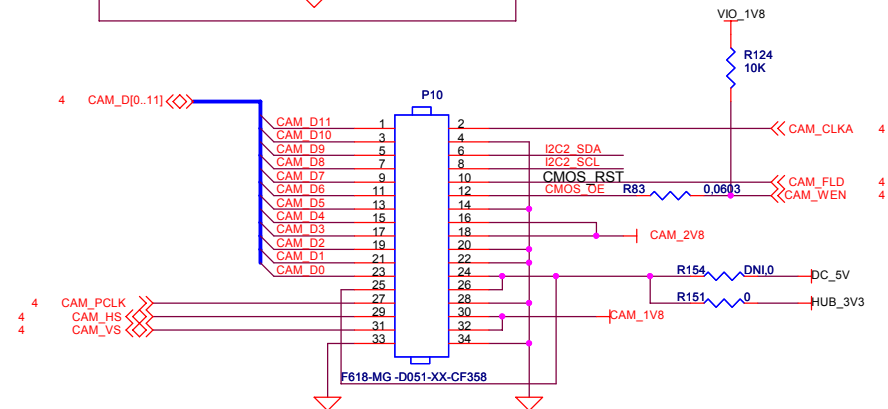 VIO_1V8
R124
10K
4 CAM_D[0..11]
P10
CAM_D11 1 2 CAM_CLKA 4
CAM_D10 3 4
CAM_D9 5 6 I2C2_SDA
CAM_D8 7 8 I2C2_SCL
CAM_D7 9 10 CMOS_RST CAM_FLD 4
CAM_D6 11 12 CMOS_OE R83 0,0603 CAM_WEN 4
CAM_D5 13 14
CAM_D4 15 16
CAM_D3 17 18 CAM_2V8
CAM_D2 19 20
CAM_D1 21 22
CAM_D0 23 24 R154 DNI,0 DC_5V
25 26
4 CAM_PCLK 27 28 R151 0 HUB_3V3
4 CAM_HS 29 30 CAM_1V8
4 CAM_VS 31 32
33 34
F618-MG -D051-XX-CF358